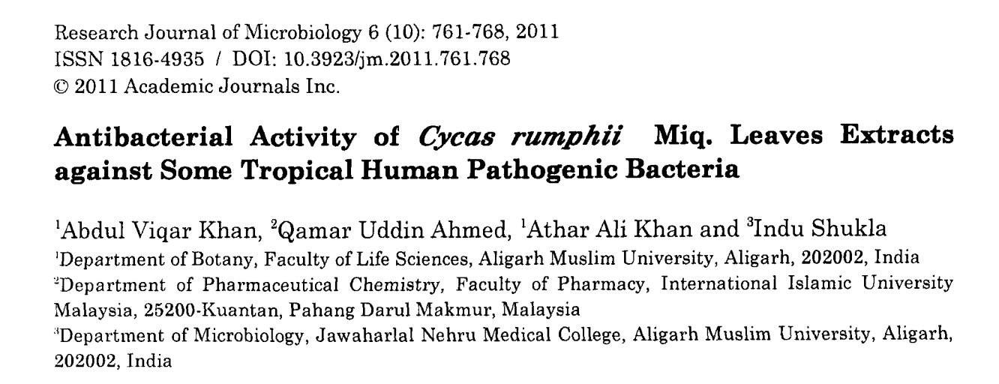 Research Journal of Microbiology 6 (10): 761-768, 2011
ISSN 1816-4935 / DOI: 10.3923/jm.2011.761.768
© 2011 Academic Journals Inc.
Antibacterial Activity of Cycas rumphii Miq. Leaves Extracts
against Some Tropical Human Pathogenic Bacteria
¹Abdul Viqar Khan, ²Qamar Uddin Ahmed, ¹Athar Ali Khan and ³Indu Shukla
¹Department of Botany, Faculty of Life Sciences, Aligarh Muslim University, Aligarh, 202002, India
²Department of Pharmaceutical Chemistry, Faculty of Pharmacy, International Islamic University
Malaysia, 25200-Kuantan, Pahang Darul Makmur, Malaysia
³Department of Microbiology, Jawaharlal Nehru Medical College, Aligarh Muslim University, Aligarh,
202002, India